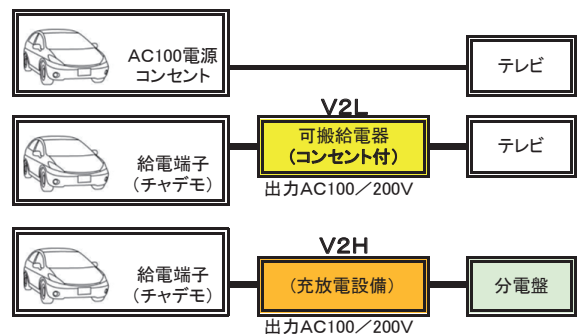 AC100電源
コンセント
テレビ
V2L
給電端子
(チャデモ)
可搬給電器
(コンセント付)
テレビ
出力AC100/200V
V2H
給電端子
(チャデモ)
(充放電設備)
分電盤
出力AC100/200V